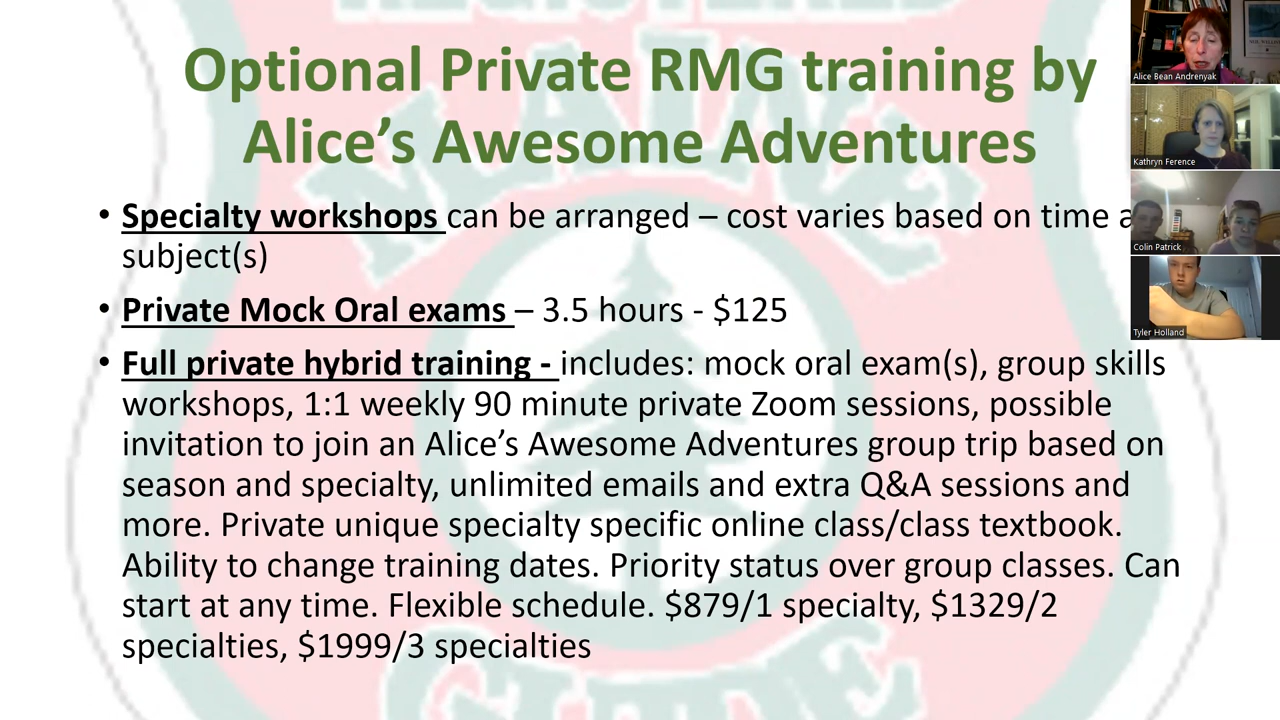 REGISTERED
MAINE
Optional Private RMG training by
Alice’s Awesome Adventures
• Specialty workshops can be arranged – cost varies based on time a
subject(s)
• Private Mock Oral exams – 3.5 hours - $125
• Full private hybrid training - includes: mock oral exam(s), group skills
workshops, 1:1 weekly 90 minute private Zoom sessions, possible
invitation to join an Alice’s Awesome Adventures group trip based on
season and specialty, unlimited emails and extra Q&A sessions and
more. Private unique specialty specific online class/class textbook.
Ability to change training dates. Priority status over group classes. Can
start at any time. Flexible schedule. $879/1 specialty, $1329/2
specialties, $1999/3 specialties
GUIDE
Alice Bean Andrenyak
Kathryn Ference
Colin Patrick
Tyler Holland